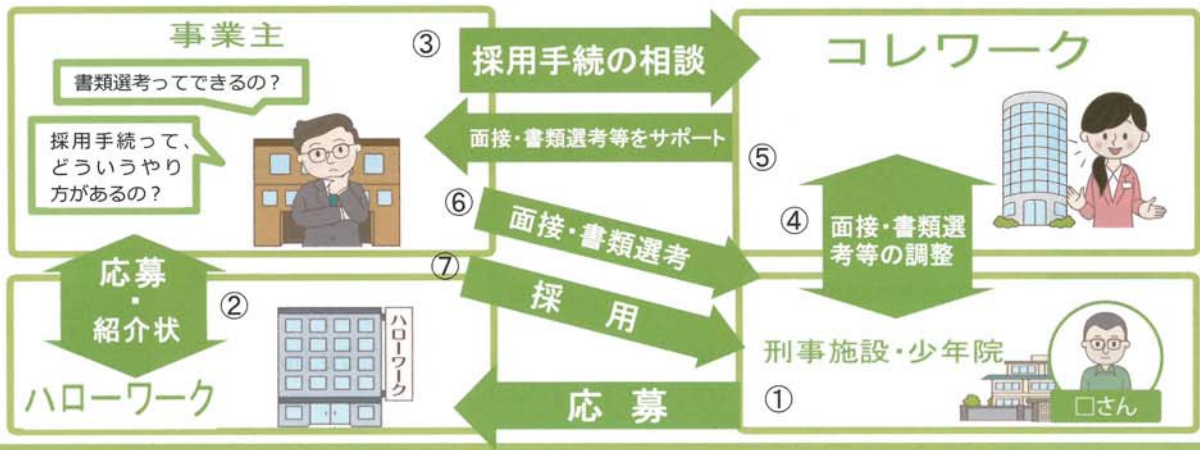 事業主
書類選考ってできるの？
採用手続って、
どういうやり
方があるの？
③
採用手続の相談
コレワーク
面接・書類選考等をサポート
⑤
⑥
面接・書類選考
④
面接・書類選
考等の調整
⑦
採用
応募
・
紹介状
②
ハローワーク
ハローワーク
刑事施設・少年院
①
応募
□さん